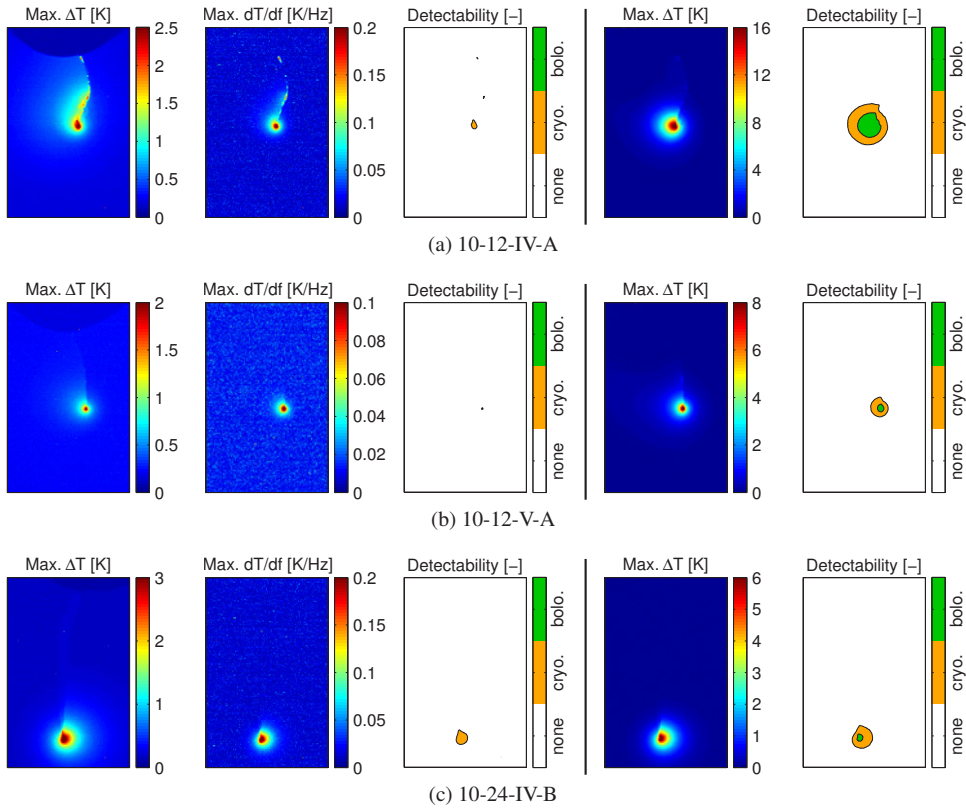 Max. ΔT [K]
Max. dT/df [K/Hz]
Detectability [–]
Max. ΔT [K]
Detectability [–]
2.5
2
1.5
1
0.5
0
0.2
0.15
0.1
0.05
0
bolo.
cryo.
none
16
12
8
4
0
bolo.
cryo.
none
(a) 10-12-IV-A
Max. ΔT [K]
Max. dT/df [K/Hz]
Detectability [–]
Max. ΔT [K]
Detectability [–]
2
1.5
1
0.5
0
0.1
0.08
0.06
0.04
0.02
0
bolo.
cryo.
none
8
6
4
2
0
bolo.
cryo.
none
(b) 10-12-V-A
Max. ΔT [K]
Max. dT/df [K/Hz]
Detectability [–]
Max. ΔT [K]
Detectability [–]
3
2
1
0
0.2
0.15
0.1
0.05
0
bolo.
cryo.
none
6
5
4
3
2
1
0
bolo.
cryo.
none
(c) 10-24-IV-B